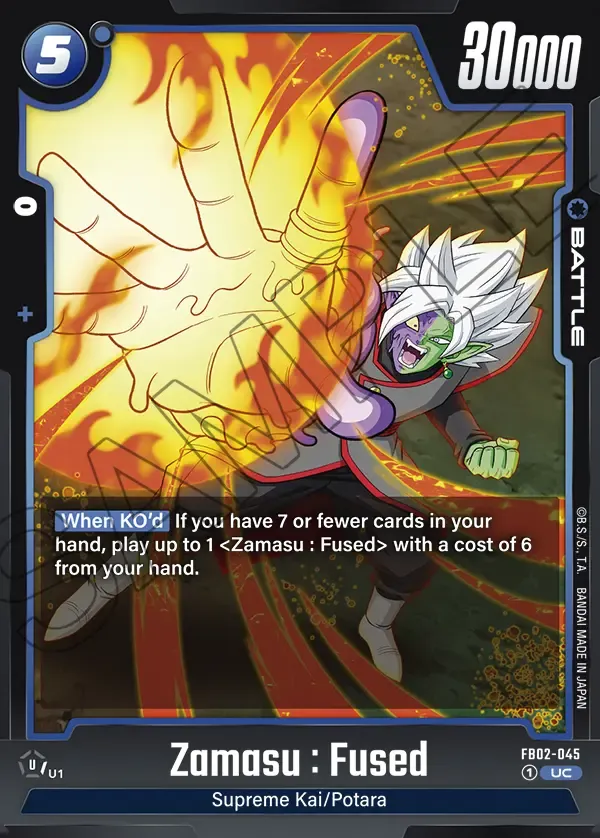 5
30000
0
+
BATTLE
SAMPLE
When KO'd If you have 7 or fewer cards in your
hand, play up to 1 <Zamasu : Fused> with a cost of 6
from your hand.
©B.S./S., T.A. BANDAI MADE IN JAPAN
U/U1
Zamasu : Fused
FB02-045
1 UC
Supreme Kai/Potara